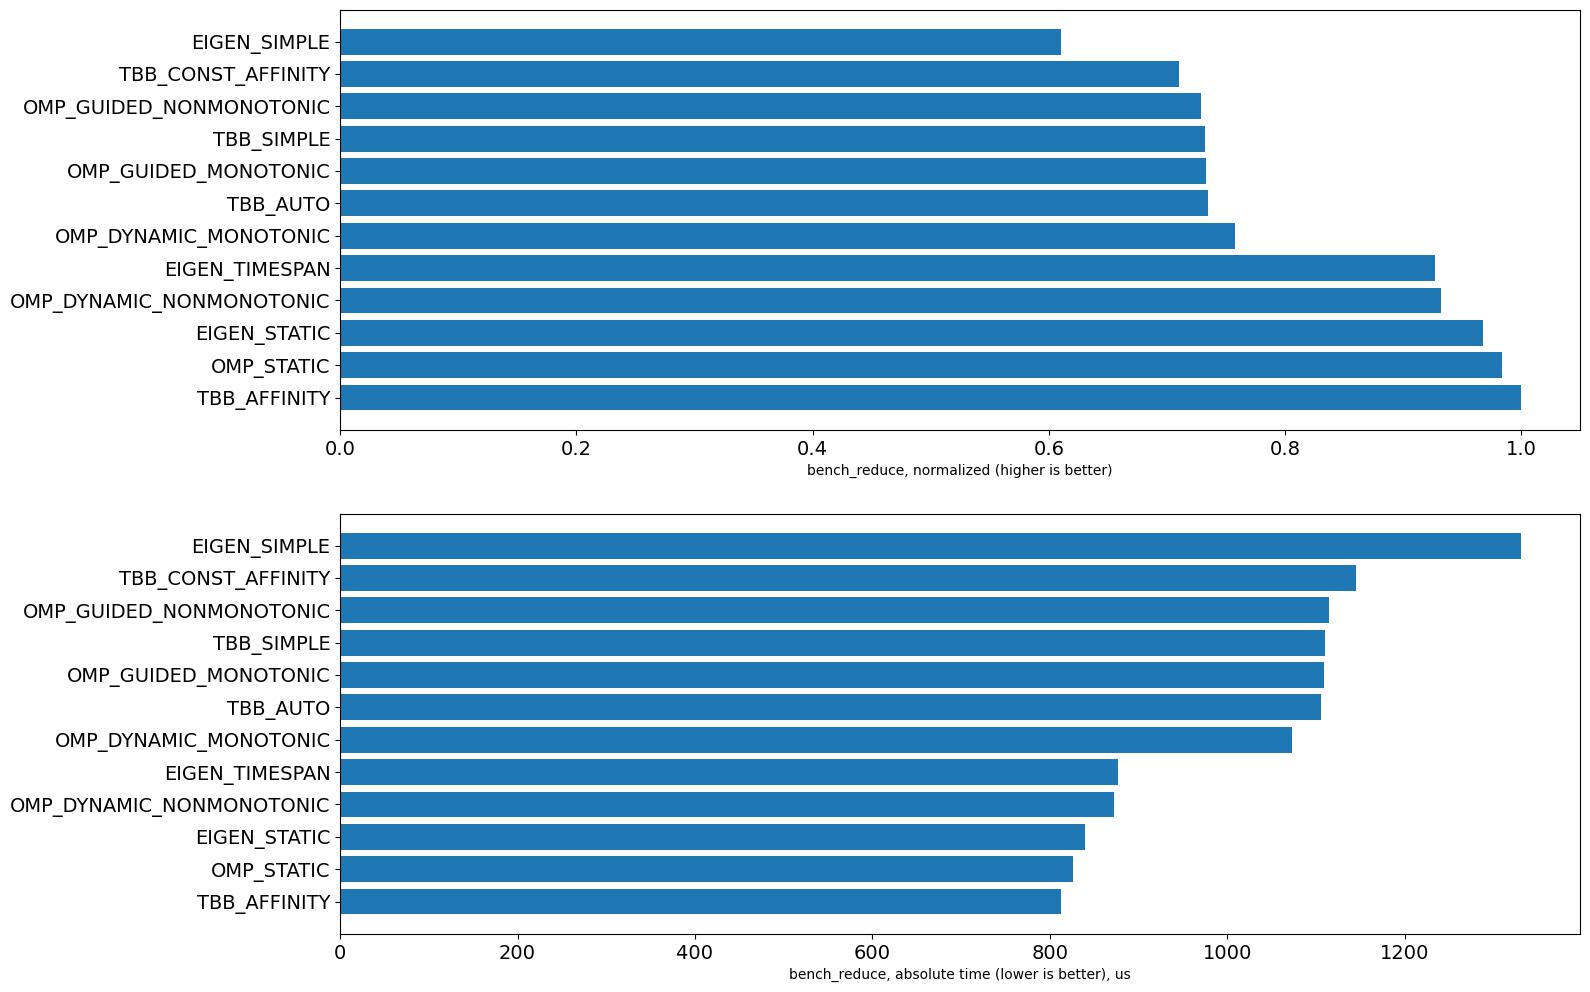 EIGEN_SIMPLE
TBB_CONST_AFFINITY
OMP_GUIDED_NONMONOTONIC
TBB_SIMPLE
OMP_GUIDED_MONOTONIC
TBB_AUTO
OMP_DYNAMIC_MONOTONIC
EIGEN_TIMESPAN
OMP_DYNAMIC_NONMONOTONIC
EIGEN_STATIC
OMP_STATIC
TBB_AFFINITY
0.0 0.2 0.4 0.6 0.8 1.0
bench_reduce, normalized (higher is better)
EIGEN_SIMPLE
TBB_CONST_AFFINITY
OMP_GUIDED_NONMONOTONIC
TBB_SIMPLE
OMP_GUIDED_MONOTONIC
TBB_AUTO
OMP_DYNAMIC_MONOTONIC
EIGEN_TIMESPAN
OMP_DYNAMIC_NONMONOTONIC
EIGEN_STATIC
OMP_STATIC
TBB_AFFINITY
0 200 400 600 800 1000 1200
bench_reduce, absolute time (lower is better), us